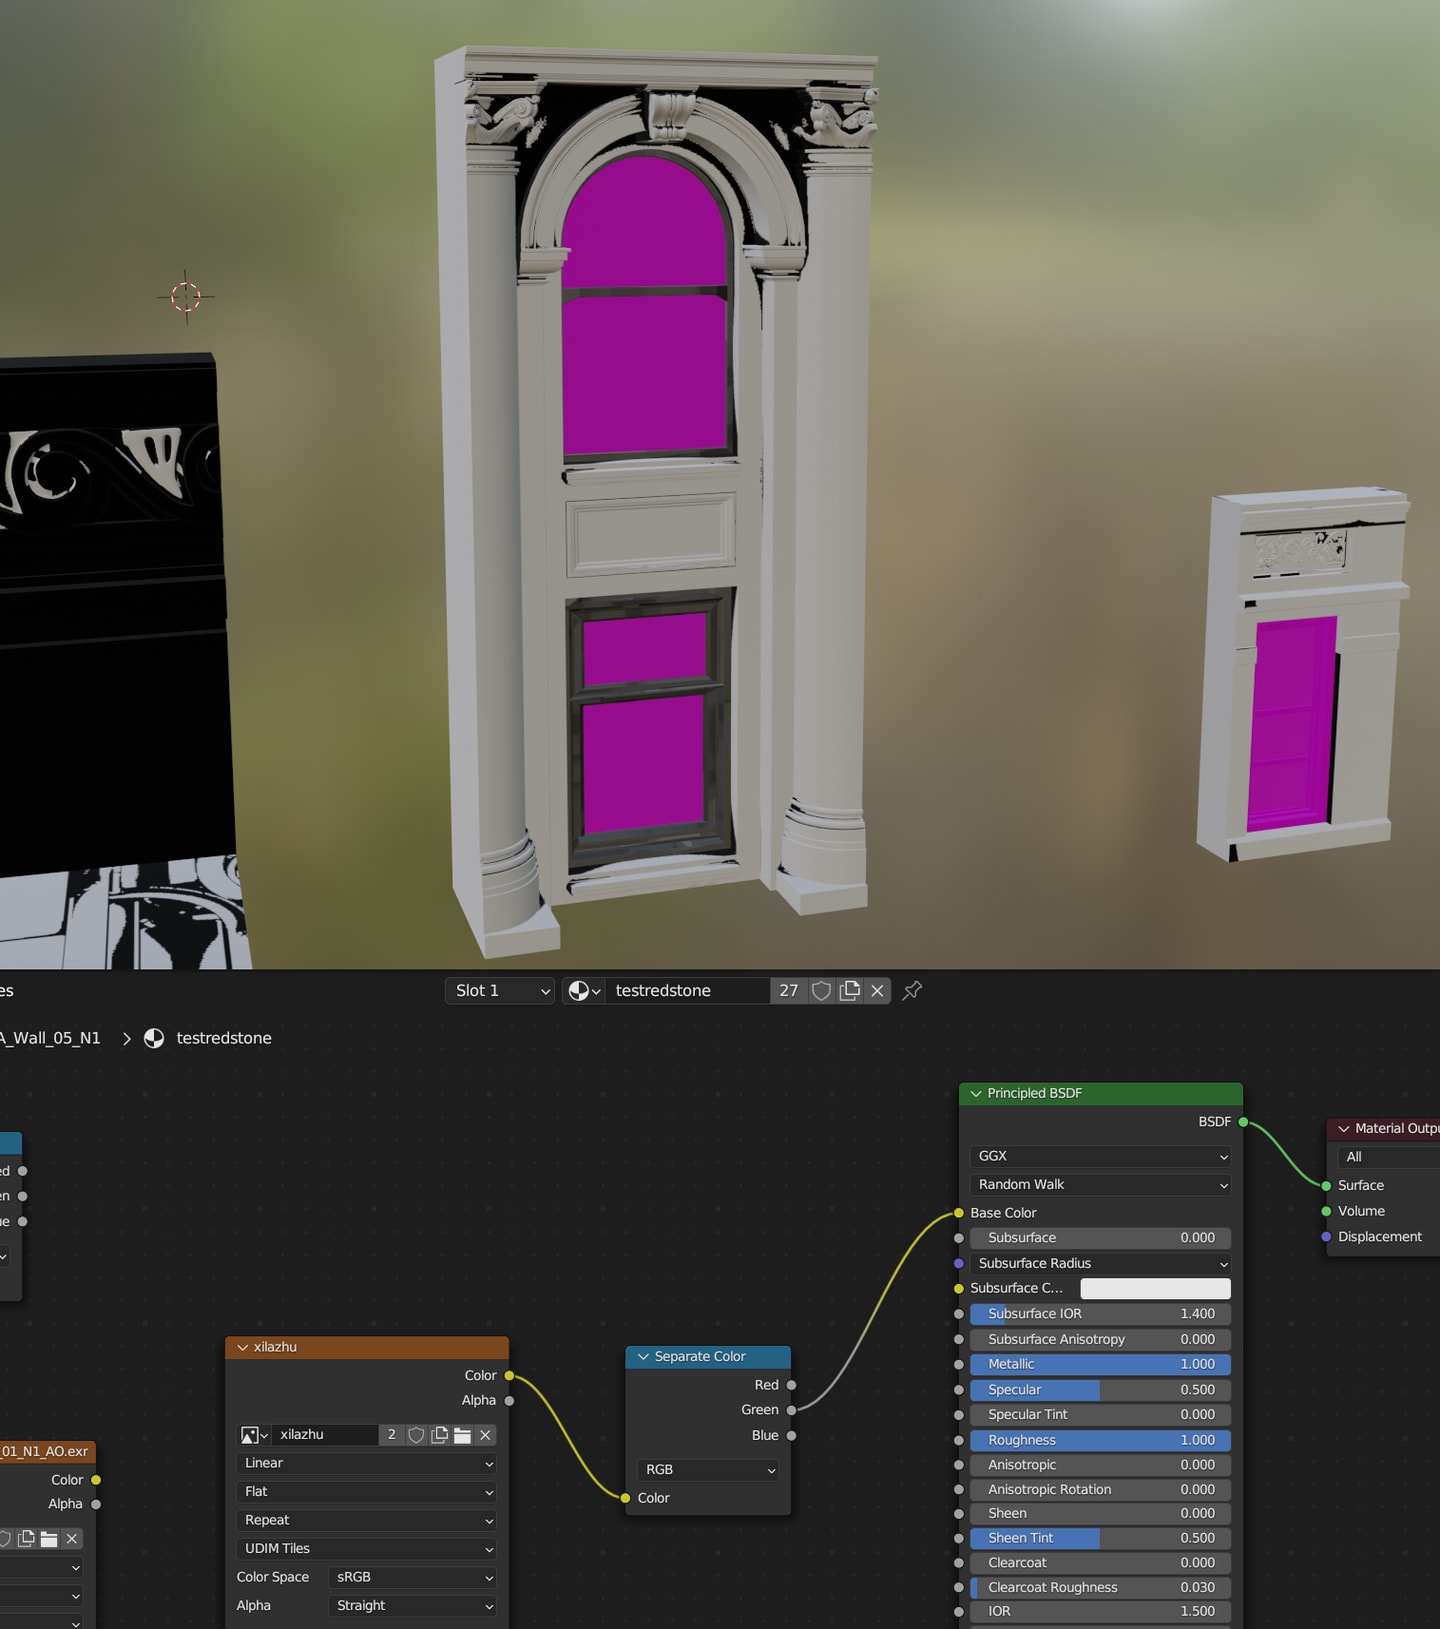 es
Slot 1
testredstone
27
A_Wall_05_N1
testredstone
Principled BSDF
BSDF
GGX
Random Walk
Base Color
Subsurface 0.000
Subsurface Radius
Subsurface C...
Subsurface IOR 1.400
Subsurface Anisotropy 0.000
Metallic 1.000
Specular 0.500
Specular Tint 0.000
Roughness 1.000
Anisotropic 0.000
Anisotropic Rotation 0.000
Sheen 0.000
Sheen Tint 0.500
Clearcoat 0.000
Clearcoat Roughness 0.030
IOR 1.500
Material Outpu
All
Surface
Volume
Displacement
ed
en
ue
xilazhu
Color
Alpha
xilazhu 2
Linear
Flat
Repeat
UDIM Tiles
Color Space sRGB
Alpha Straight
Separate Color
Red
Green
Blue
RGB
Color
_01_N1_AO.exr
Color
Alpha